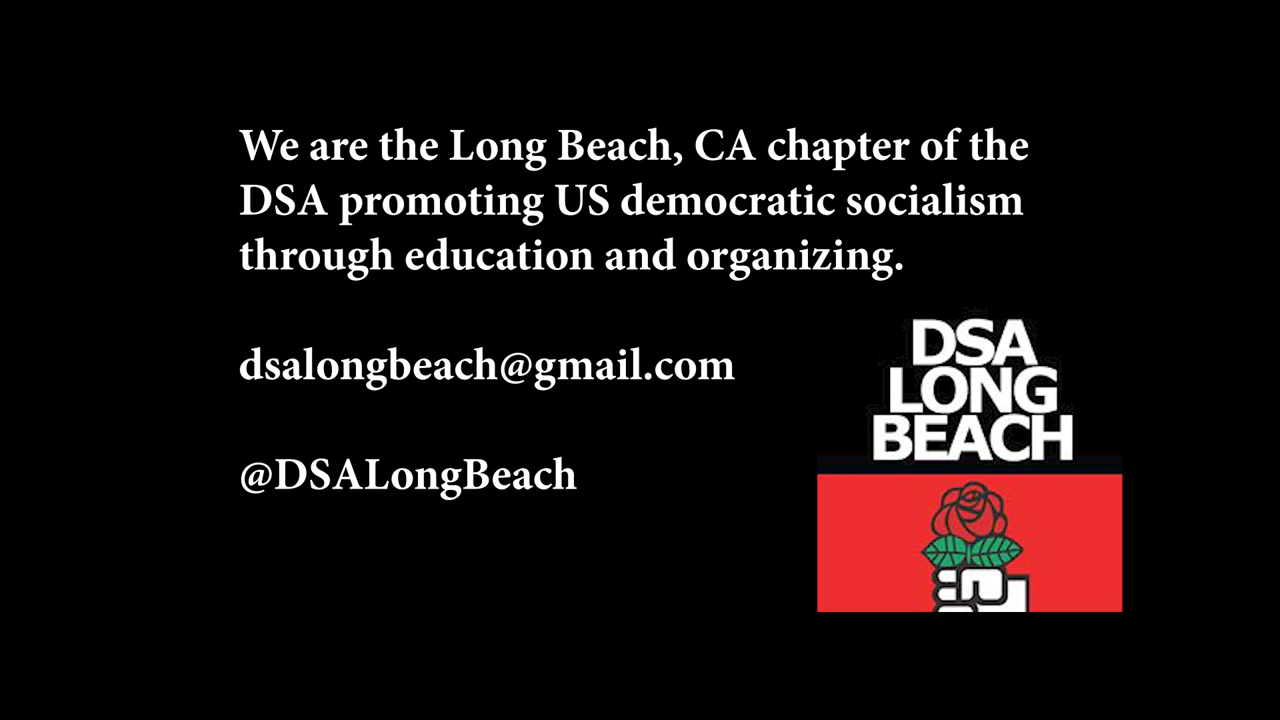 We are the Long Beach, CA chapter of the
DSA promoting US democratic socialism
through education and organizing.
dsalongbeach@gmail.com
@DSALongBeach
DSA
LONG
BEACH